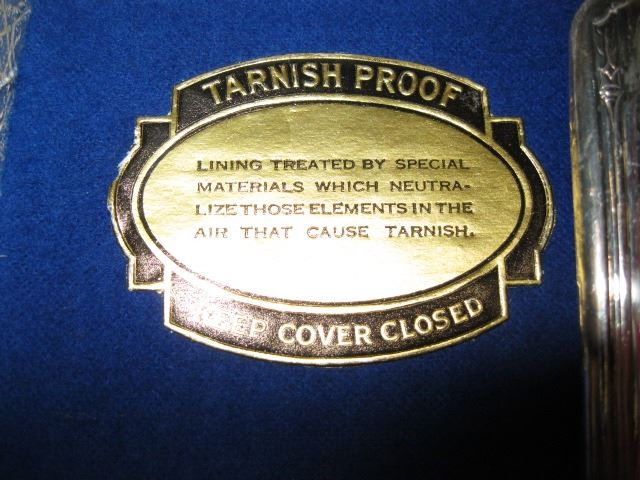 TARNISH PROOF
LINING TREATED BY SPECIAL
MATERIALS WHICH NEUTRA-
LIZE THOSE ELEMENTS IN THE
AIR THAT CAUSE TARNISH.
KEEP COVER CLOSED